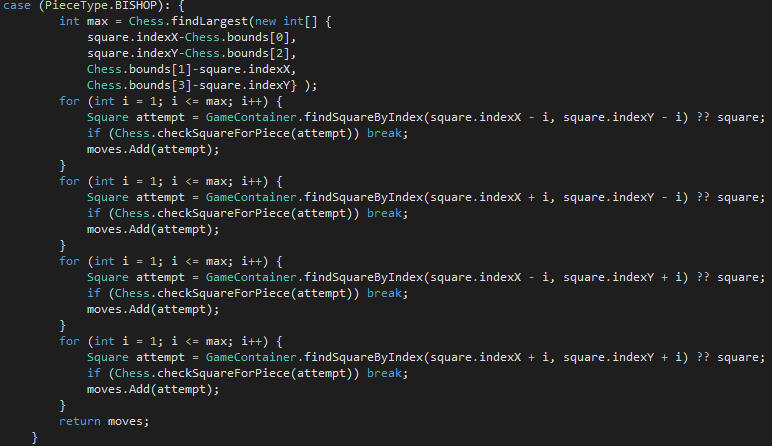 case (PieceType.BISHOP): {
int max = Chess.findLargest(new int[] {
square.indexX-Chess.bounds[0],
square.indexY-Chess.bounds[2],
Chess.bounds[1]-square.indexX,
Chess.bounds[3]-square.indexY} );
for (int i = 1; i <= max; i++) {
Square attempt = GameContainer.findSquareByIndex(square.indexX - i, square.indexY - i) ?? square;
if (Chess.checkSquareForPiece(attempt)) break;
moves.Add(attempt);
}
for (int i = 1; i <= max; i++) {
Square attempt = GameContainer.findSquareByIndex(square.indexX + i, square.indexY - i) ?? square;
if (Chess.checkSquareForPiece(attempt)) break;
moves.Add(attempt);
}
for (int i = 1; i <= max; i++) {
Square attempt = GameContainer.findSquareByIndex(square.indexX - i, square.indexY + i) ?? square;
if (Chess.checkSquareForPiece(attempt)) break;
moves.Add(attempt);
}
for (int i = 1; i <= max; i++) {
Square attempt = GameContainer.findSquareByIndex(square.indexX + i, square.indexY + i) ?? square;
if (Chess.checkSquareForPiece(attempt)) break;
moves.Add(attempt);
}
return moves;
}